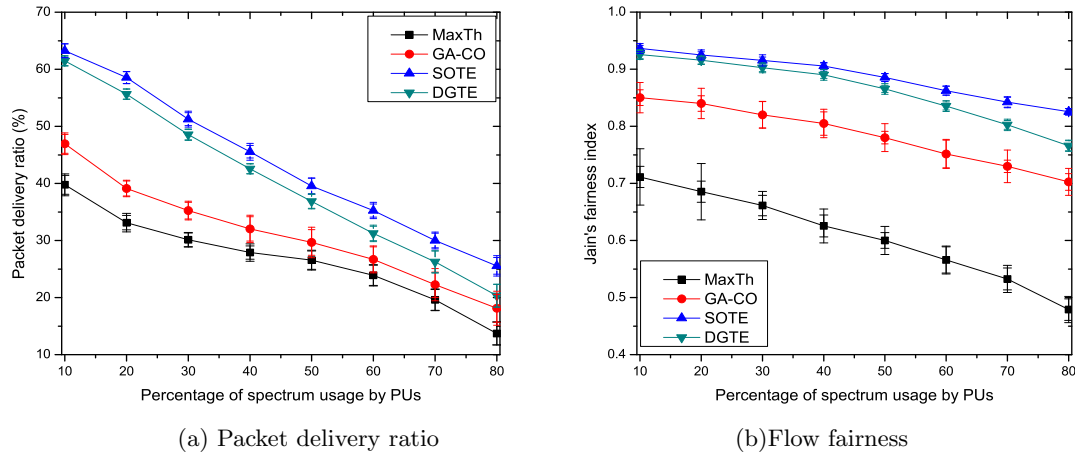 70
60
50
40
30
20
10
Packet delivery ratio (%)
MaxTh
GA-CO
SOTE
DGTE
10 20 30 40 50 60 70 80
Percentage of spectrum usage by PUs
(a) Packet delivery ratio
1.0
0.9
0.8
0.7
0.6
0.5
0.4
Jain's fairness index
MaxTh
GA-CO
SOTE
DGTE
10 20 30 40 50 60 70 80
Percentage of spectrum usage by PUs
(b)Flow fairness